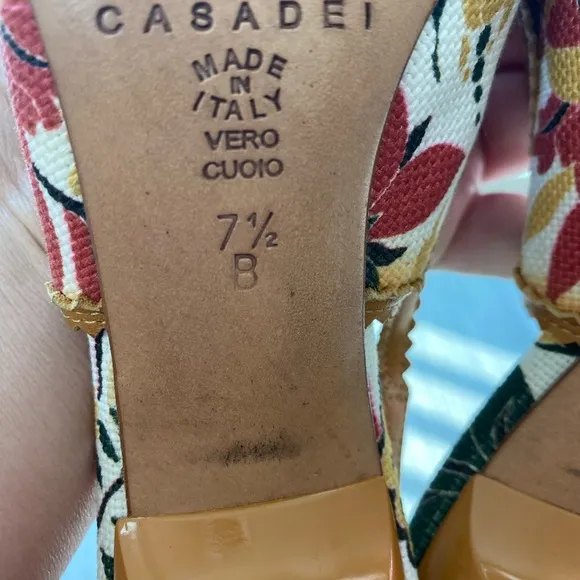 CASADEI
MADE
IN
ITALY
VERO
CUOIO
7½
B